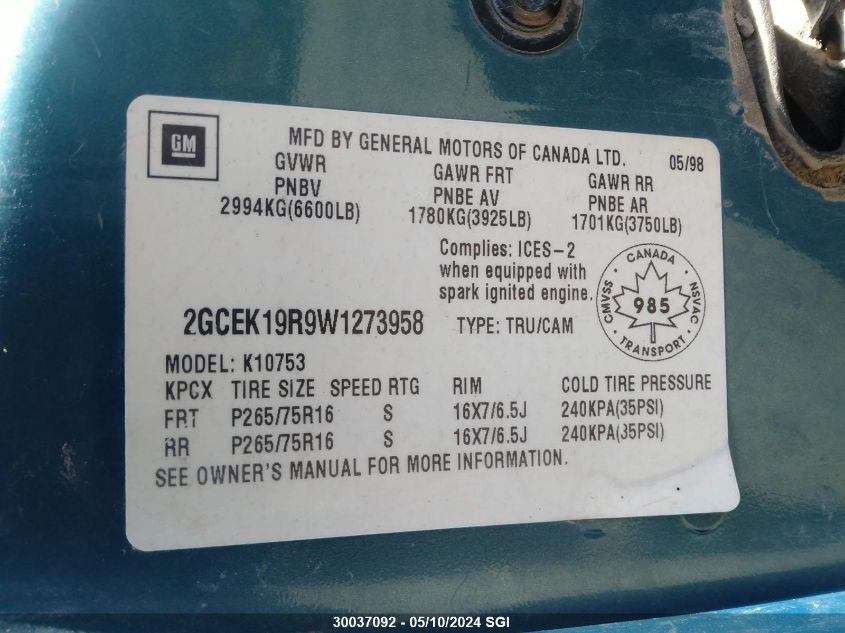 GM
MFD BY GENERAL MOTORS OF CANADA LTD. 05/98
GVWR GAWR FRT GAWR RR
PNBV PNBE AV PNBE AR
2994KG(6600LB) 1780KG(3925LB) 1701KG(3750LB)
Complies: ICES-2
when equipped with
spark ignited engine.
CANADA
CMVSS 985 NSVAC
TRANSPORT
2GCEK19R9W1273958 TYPE: TRU/CAM
MODEL: K10753
KPCX TIRE SIZE SPEED RTG RIM COLD TIRE PRESSURE
FRT P265/75R16 S 16X7/6.5J 240KPA(35PSI)
RR P265/75R16 S 16X7/6.5J 240KPA(35PSI)
SEE OWNER'S MANUAL FOR MORE INFORMATION.
30037092 - 05/10/2024 SGI